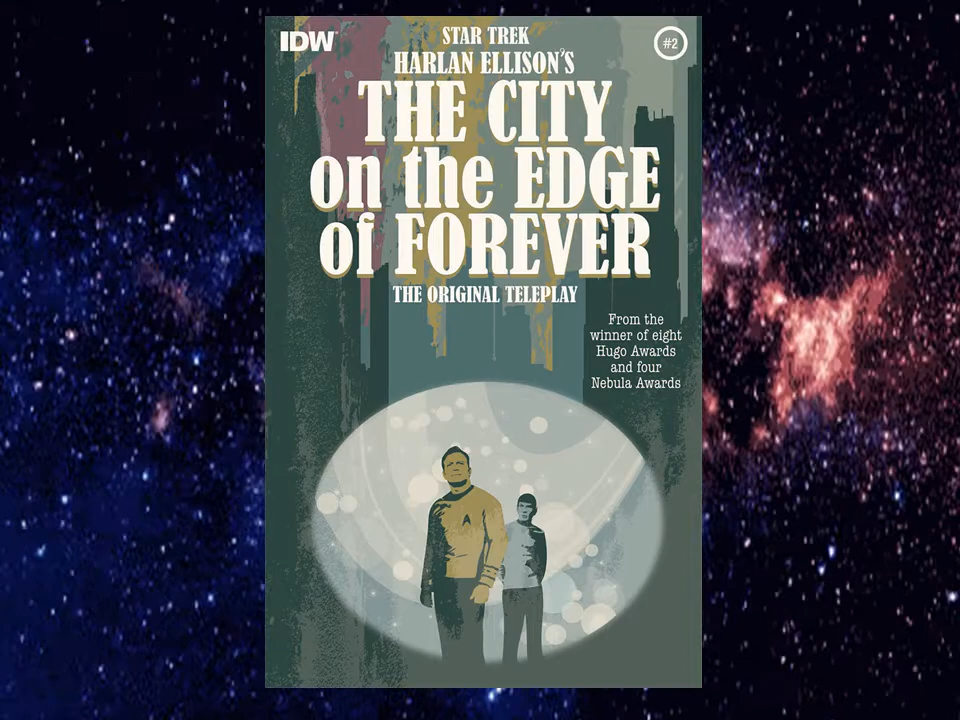 IDW
STAR TREK
#2
HARLAN ELLISON'S
THE CITY
on the EDGE
of FOREVER
THE ORIGINAL TELEPLAY
From the
winner of eight
Hugo Awards
and four
Nebula Awards